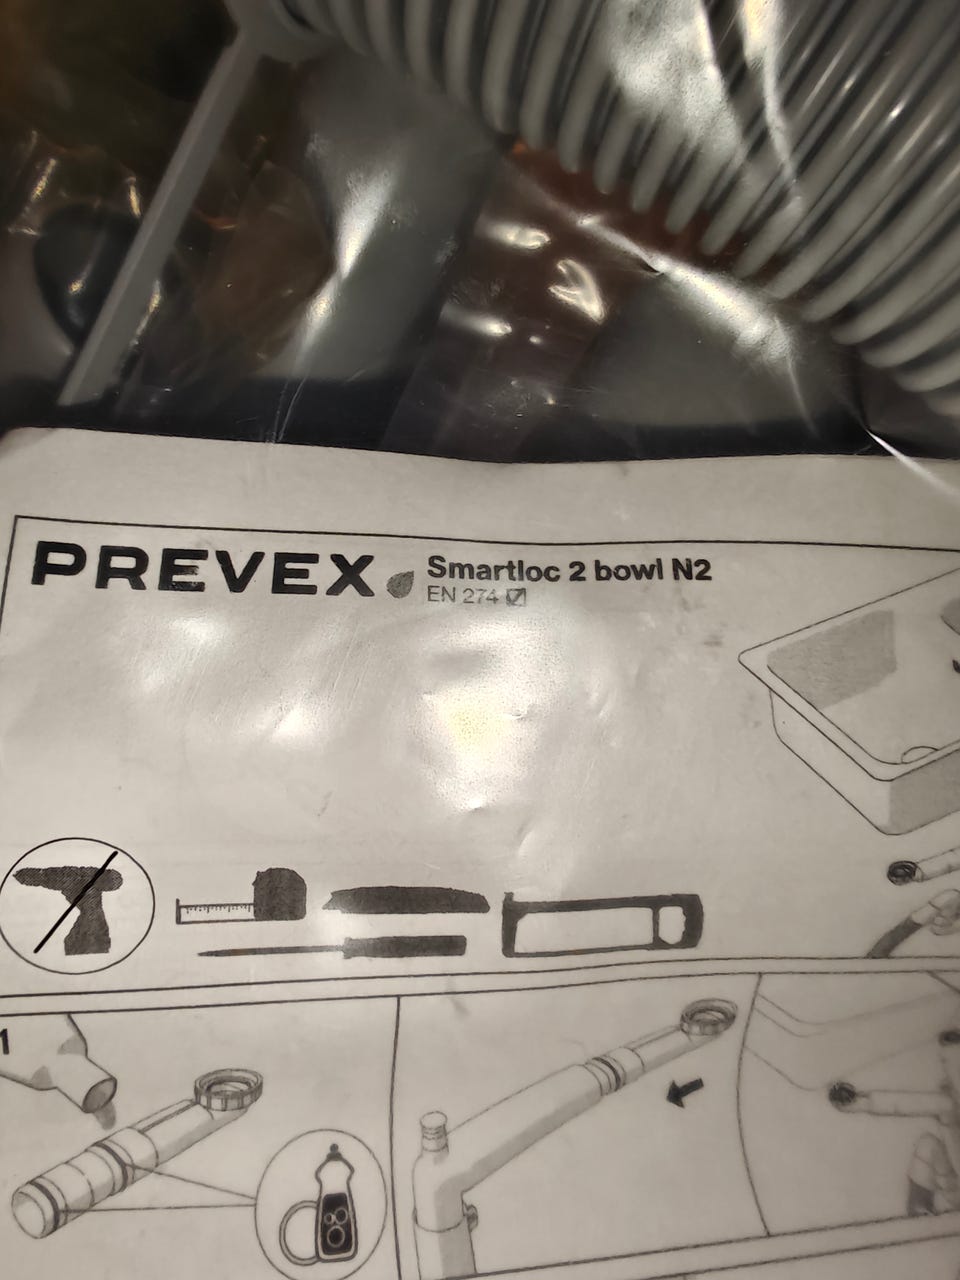 PREVEX
Smartloc 2 bowl N2
EN 274 ☑
1